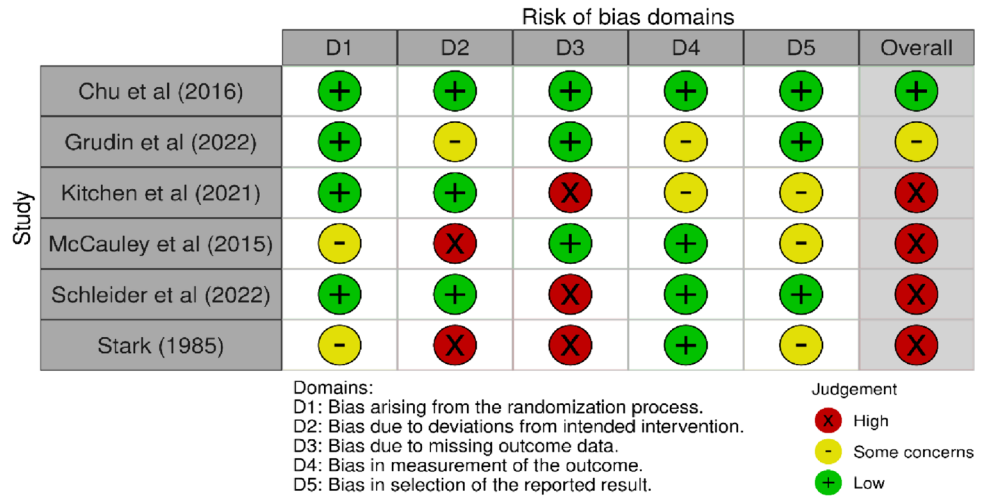 Risk of bias domains
D1 D2 D3 D4 D5 Overall
Study
Chu et al (2016) + + + + + +
Grudin et al (2022) + - + - + -
Kitchen et al (2021) + + X - - X
McCauley et al (2015) - X + + - X
Schleider et al (2022) + + X + + X
Stark (1985) - X X + - X
Domains:
D1: Bias arising from the randomization process.
D2: Bias due to deviations from intended intervention.
D3: Bias due to missing outcome data.
D4: Bias in measurement of the outcome.
D5: Bias in selection of the reported result.
Judgement
X High
- Some concerns
+ Low